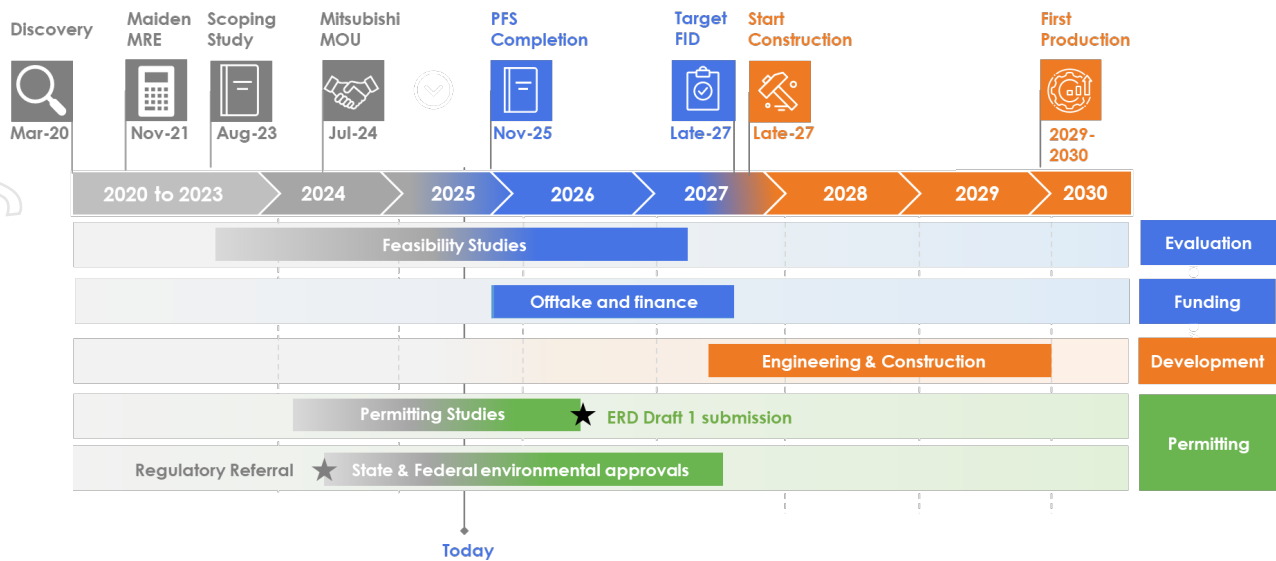 Discovery
Maiden
MRE
Scoping
Study
Mitsubishi
MOU
PFS
Completion
Target
FID
Start
Construction
First
Production
Mar-20
Nov-21
Aug-23
Jul-24
Nov-25
Late-27
Late-27
2029-
2030
2020 to 2023
2024
2025
2026
2027
2028
2029
2030
Feasibility Studies
Evaluation
Offtake and finance
Funding
Engineering & Construction
Development
Permitting Studies
ERD Draft 1 submission
Permitting
Regulatory Referral
State & Federal environmental approvals
Today